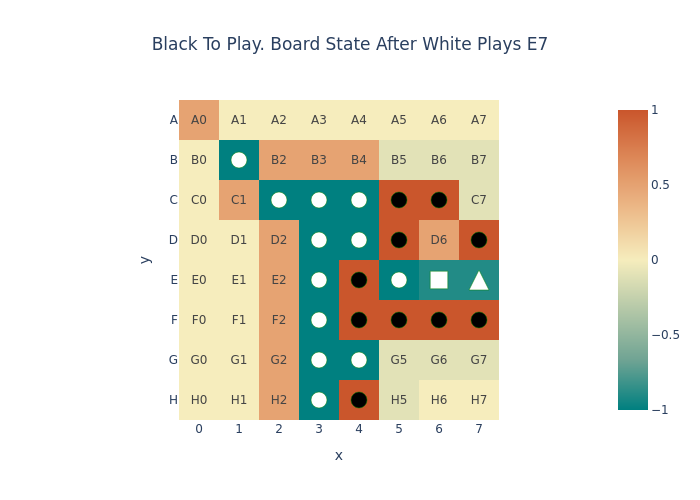 Black To Play. Board State After White Plays E7
A A0 A1 A2 A3 A4 A5 A6 A7
B B0 B2 B3 B4 B5 B6 B7
C C0 C1 C7
D D0 D1 D2 D6
E E0 E1 E2
F F0 F1 F2
G G0 G1 G2 G5 G6 G7
H H0 H1 H2 H5 H6 H7
0 1 2 3 4 5 6 7
x
y
1
0.5
0
−0.5
−1